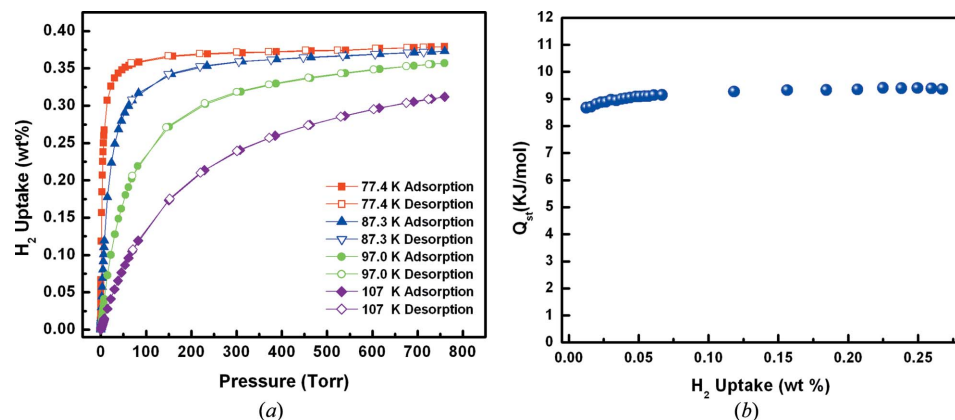 0.40
0.35
0.30
0.25
0.20
0.15
0.10
0.05
0.00
H2 Uptake (wt%)
77.4 K Adsorption
77.4 K Desorption
87.3 K Adsorption
87.3 K Desorption
97.0 K Adsorption
97.0 K Desorption
107 K Adsorption
107 K Desorption
0 100 200 300 400 500 600 700 800
Pressure (Torr)
(a)
12
11
10
9
8
7
6
5
4
3
2
1
0
Qst(KJ/mol)
0.00 0.05 0.10 0.15 0.20 0.25
H2 Uptake (wt %)
(b)